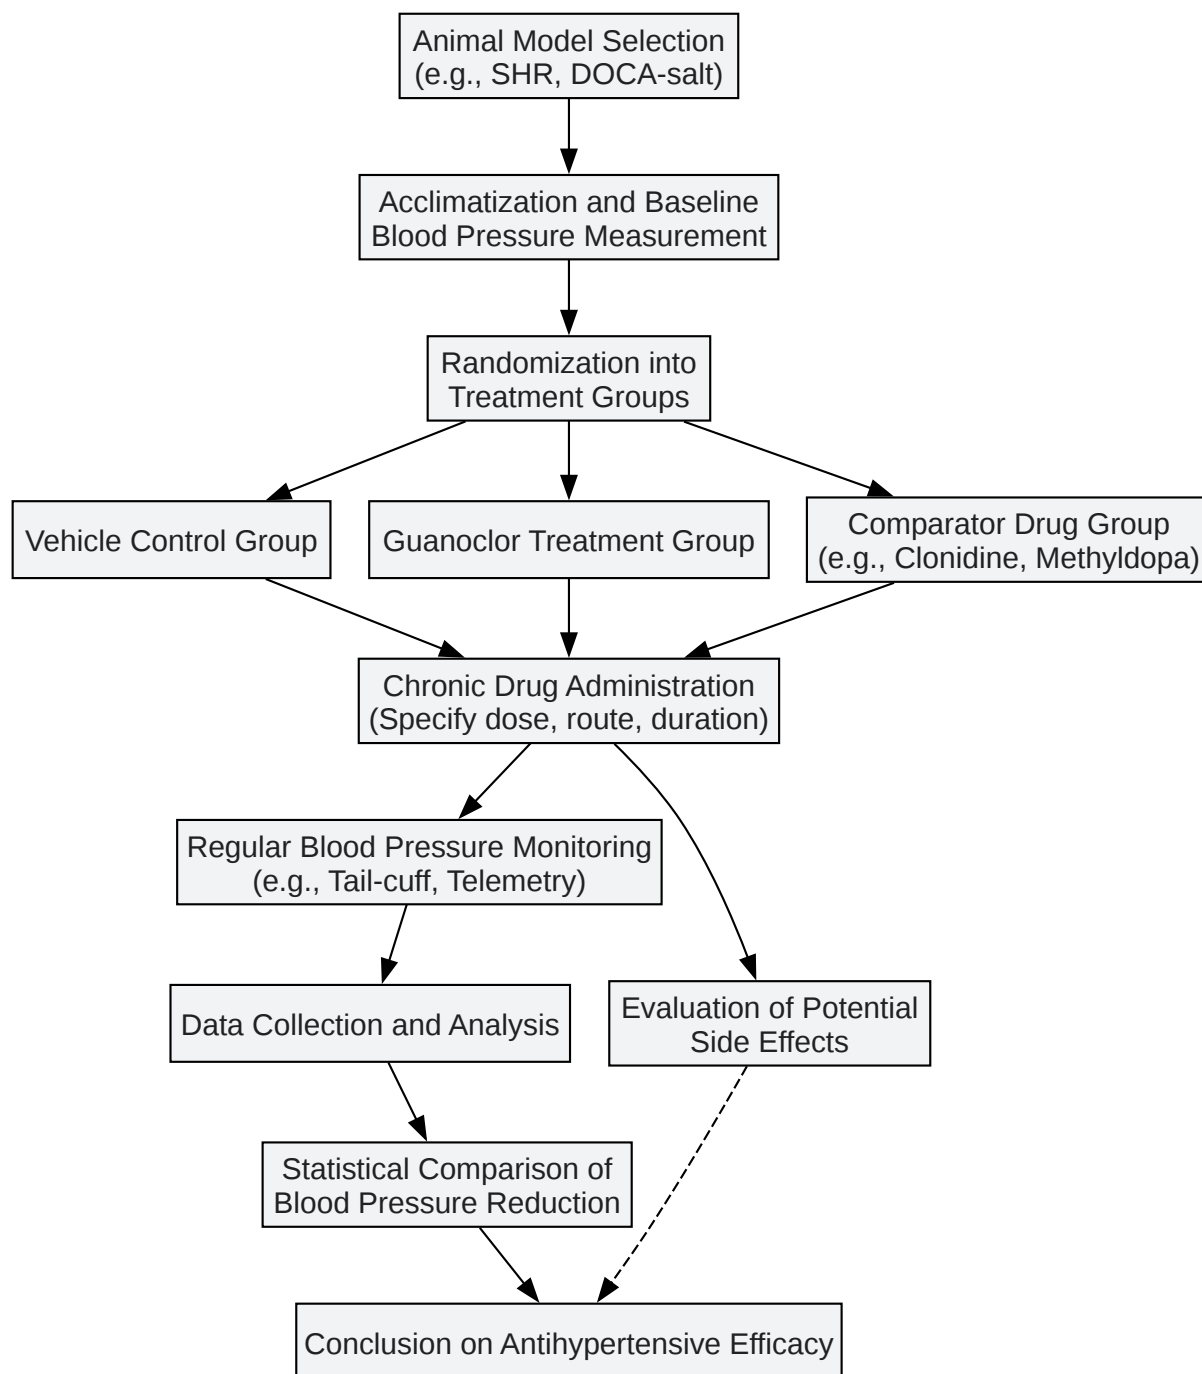 Animal Model Selection
(e.g., SHR, DOCA-salt)
Acclimatization and Baseline
Blood Pressure Measurement
Randomization into
Treatment Groups
Vehicle Control Group
Guanoclor Treatment Group
Comparator Drug Group
(e.g., Clonidine, Methyldopa)
Chronic Drug Administration
(Specify dose, route, duration)
Regular Blood Pressure Monitoring
(e.g., Tail-cuff, Telemetry)
Data Collection and Analysis
Evaluation of Potential
Side Effects
Statistical Comparison of
Blood Pressure Reduction
Conclusion on Antihypertensive Efficacy